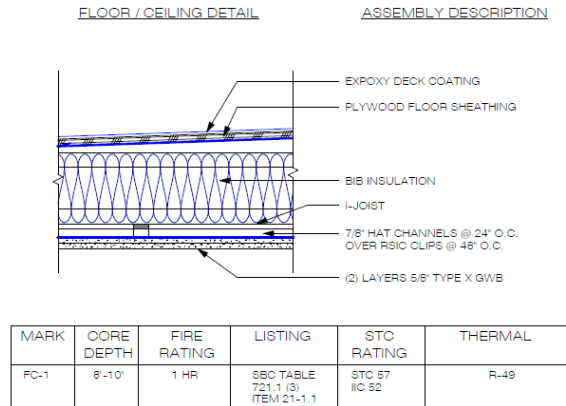 FLOOR / CEILING DETAIL
ASSEMBLY DESCRIPTION
EXPOXY DECK COATING
PLYWOOD FLOOR SHEATHING
BIB INSULATION
I-JOIST
7/8" HAT CHANNELS @ 24" O.C.
OVER RSIC CLIPS @ 48" O.C.
(2) LAYERS 5/8" TYPE X GWB
MARK CORE DEPTH FIRE RATING LISTING STC RATING THERMAL
FC-1 8'-10" 1 HR SBC TABLE 721.1 (3) ITEM 21-1.1 STC 57 IIC 52 R-49